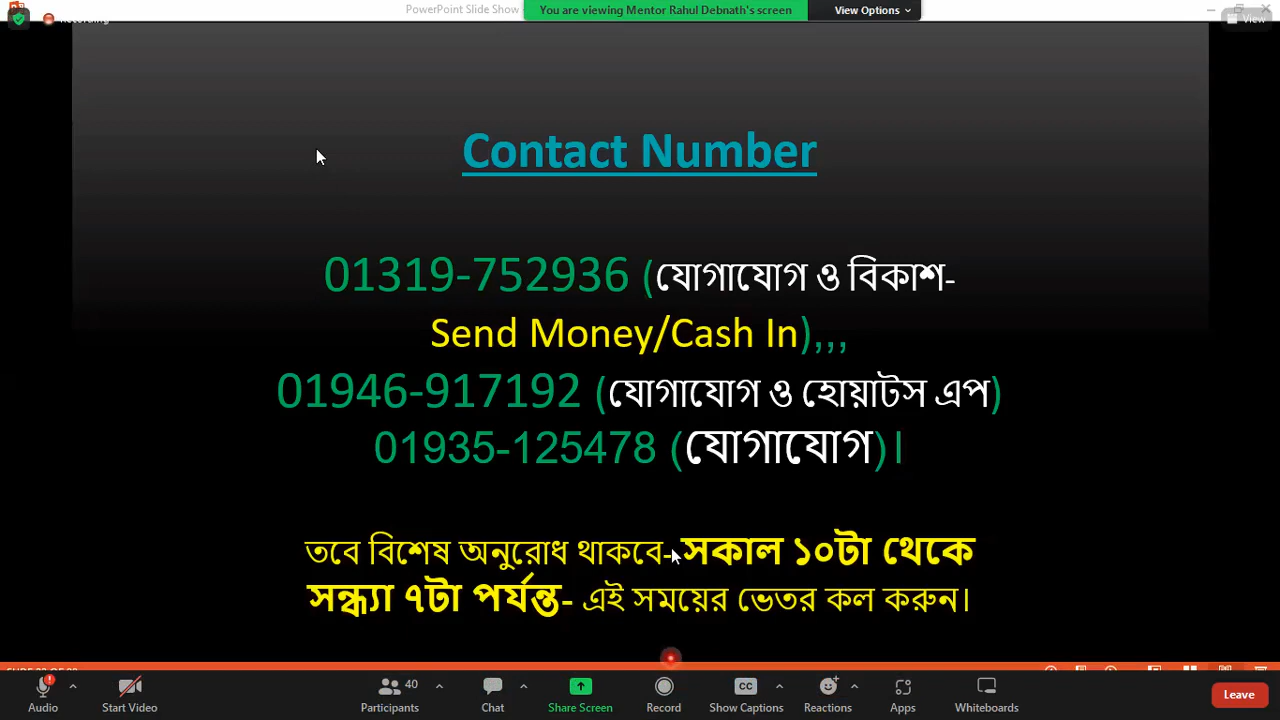 PowerPoint Slide Show
You are viewing Mentor Rahul Debnath's screen
View Options
Recording
View
Contact Number
01319-752936 (যোগাযোগ ও বিকাশ-
Send Money/Cash In),,,
01946-917192 (যোগাযোগ ও হোয়াটস এপ)
01935-125478 (যোগাযোগ)।
তবে বিশেষ অনুরোধ থাকবে-সকাল ১০টা থেকে
সন্ধ্যা ৭টা পর্যন্ত- এই সময়ের ভেতর কল করুন।
40
Audio
Start Video
Participants
Chat
Share Screen
Record
CC
Show Captions
Reactions
Apps
Whiteboards
Leave